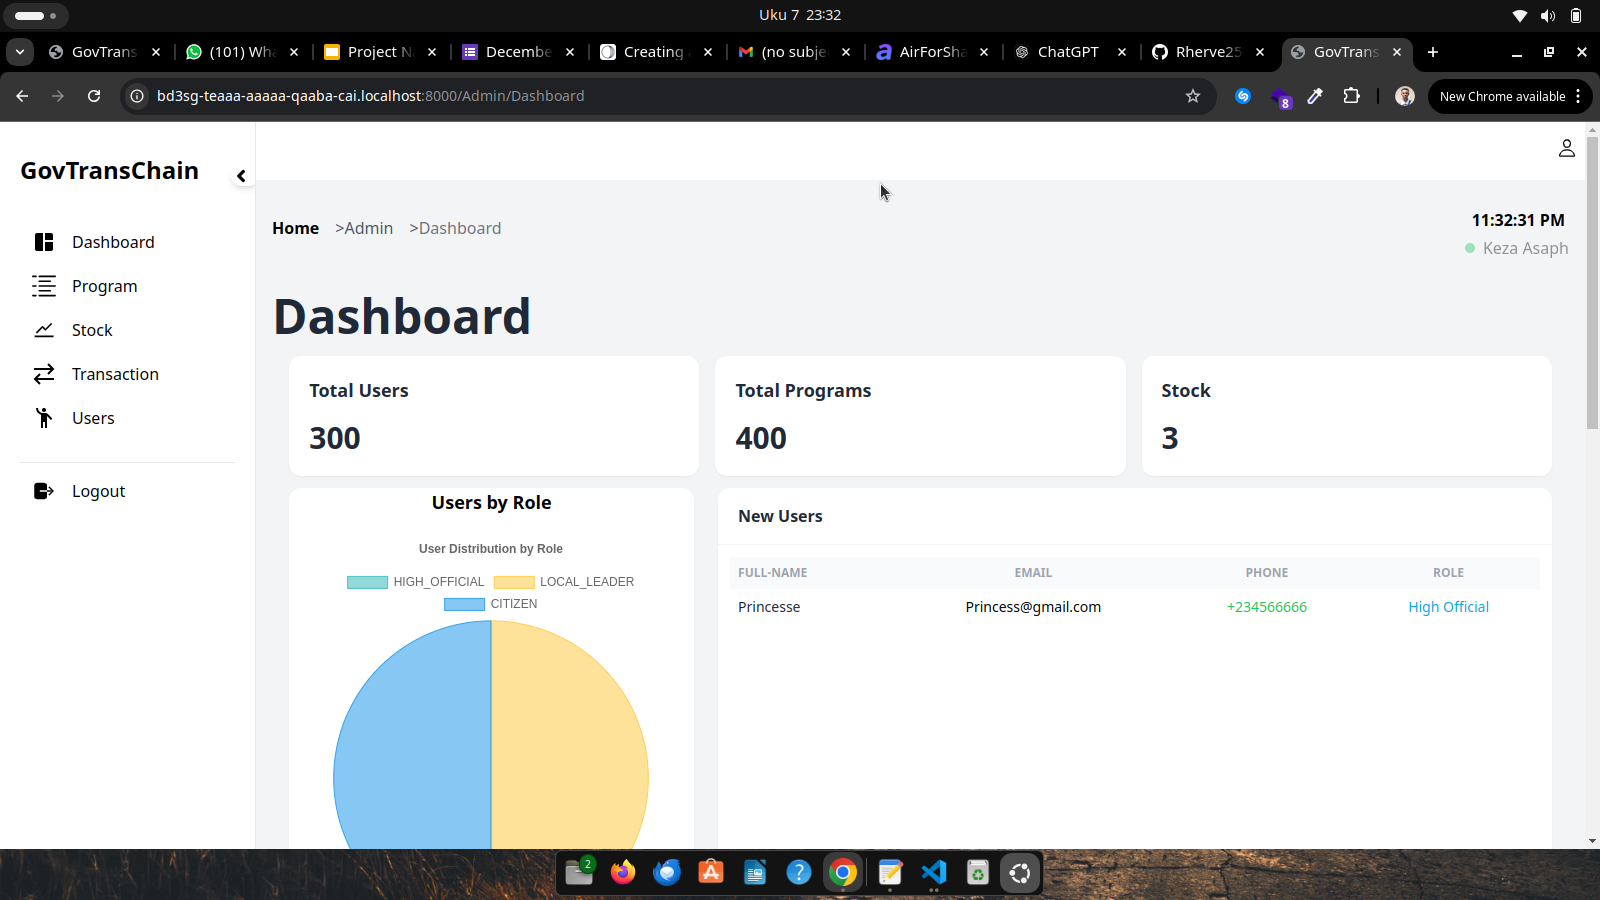 Uku 7 23:32
GovTrans
(101) Wha
Project N
Decembe
Creating
(no subje
AirForSha
ChatGPT
Rherve25
GovTrans
bd3sg-teaaa-aaaaa-qaaba-cai.localhost:8000/Admin/Dashboard
8
New Chrome available
GovTransChain
Dashboard
Program
Stock
Transaction
Users
Logout
Home >Admin >Dashboard
11:32:31 PM
Keza Asaph
Dashboard
Total Users
300
Total Programs
400
Stock
3
Users by Role
User Distribution by Role
HIGH_OFFICIAL LOCAL_LEADER
CITIZEN
New Users
FULL-NAME EMAIL PHONE ROLE
Princesse Princess@gmail.com +234566666 High Official
2